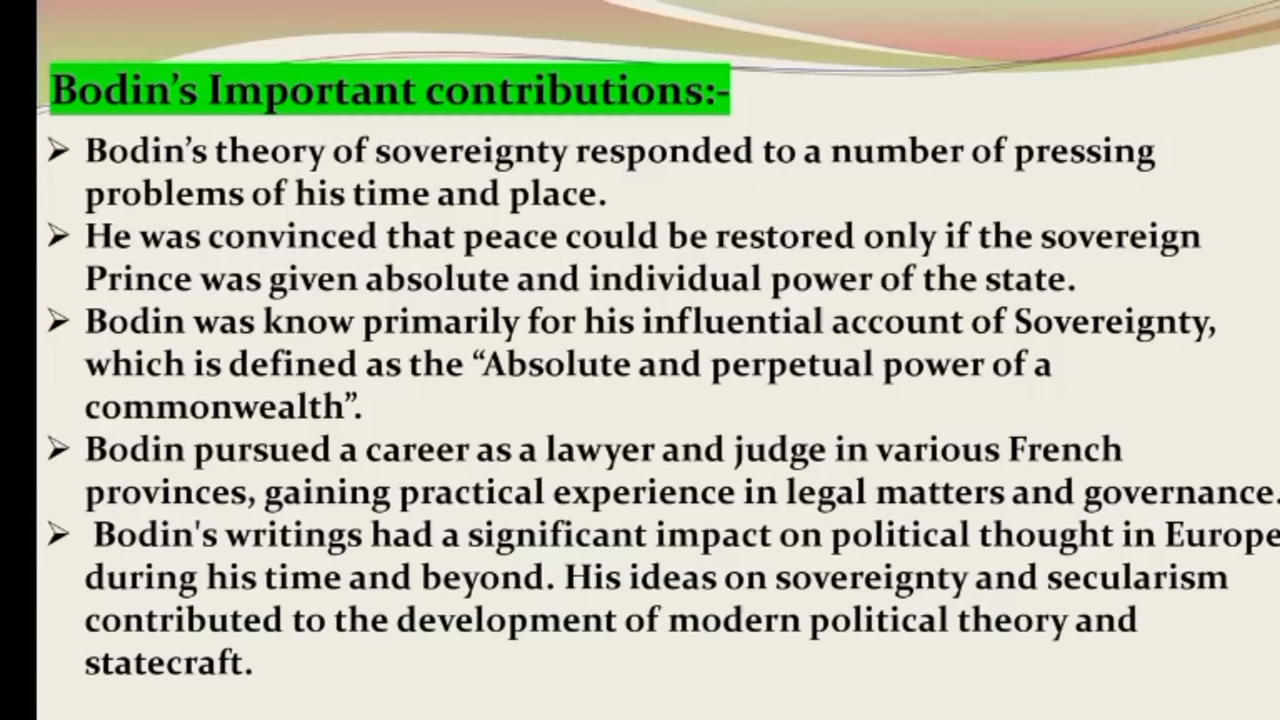 Bodin’s Important contributions:-
➢ Bodin’s theory of sovereignty responded to a number of pressing
problems of his time and place.
➢ He was convinced that peace could be restored only if the sovereign
Prince was given absolute and individual power of the state.
➢ Bodin was know primarily for his influential account of Sovereignty,
which is defined as the “Absolute and perpetual power of a
commonwealth”.
➢ Bodin pursued a career as a lawyer and judge in various French
provinces, gaining practical experience in legal matters and governance.
➢ Bodin's writings had a significant impact on political thought in Europe
during his time and beyond. His ideas on sovereignty and secularism
contributed to the development of modern political theory and
statecraft.